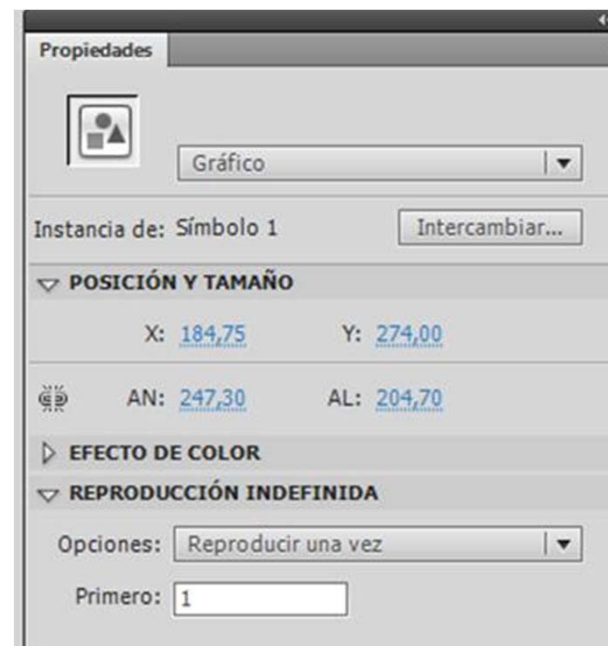 Propiedades
Gráfico
Instancia de: Símbolo 1 Intercambiar...
POSICIÓN Y TAMAÑO
X: 184,75 Y: 274,00
AN: 247,30 AL: 204,70
EFECTO DE COLOR
REPRODUCCIÓN INDEFINIDA
Opciones: Reproducir una vez
Primero: 1